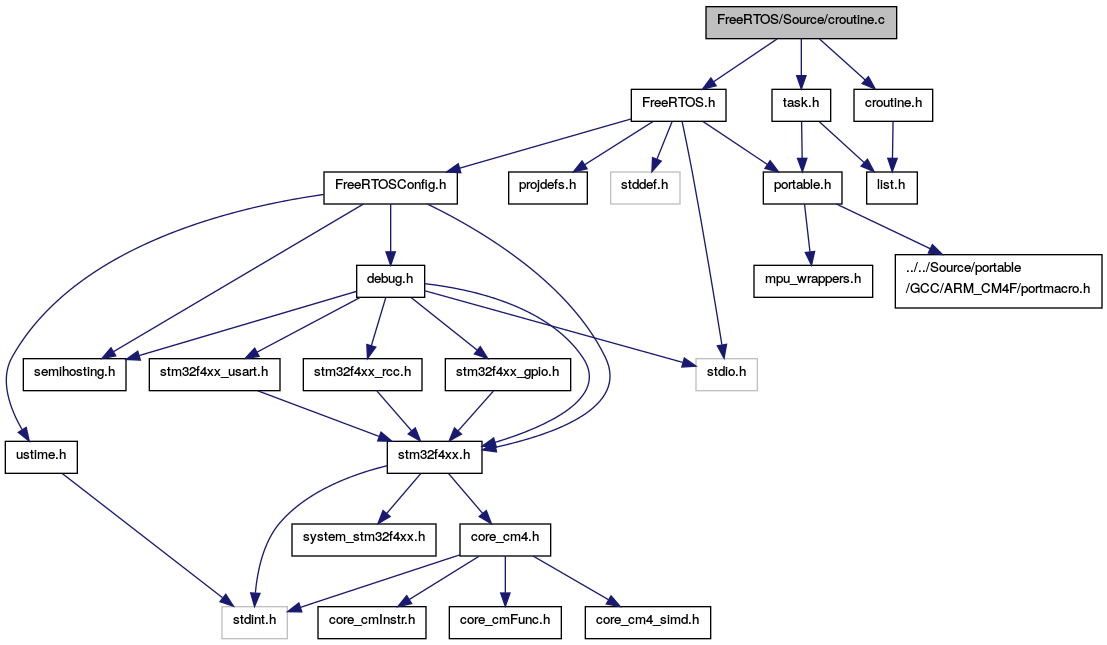 FreeRTOS/Source/croutine.c
FreeRTOS.h
task.h
croutine.h
FreeRTOSConfig.h
projdefs.h
stddef.h
portable.h
list.h
debug.h
mpu_wrappers.h
../../Source/portable
/GCC/ARM_CM4F/portmacro.h
semihosting.h
stm32f4xx_usart.h
stm32f4xx_rcc.h
stm32f4xx_gpio.h
stdio.h
ustime.h
stm32f4xx.h
system_stm32f4xx.h
core_cm4.h
stdint.h
core_cmInstr.h
core_cmFunc.h
core_cm4_simd.h